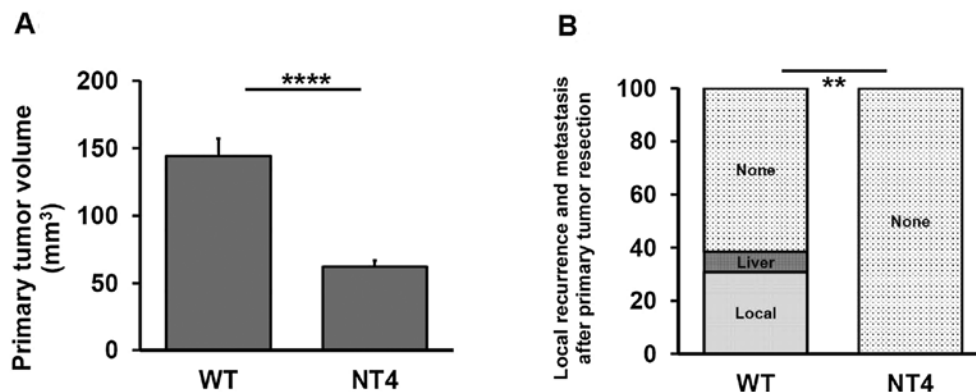 A
Primary tumor volume
(mm³)
200
150
100
50
0
****
WT
NT4
B
Local recurrence and metastasis
after primary tumor resection
100
80
60
40
20
0
**
None
Liver
Local
None
WT
NT4